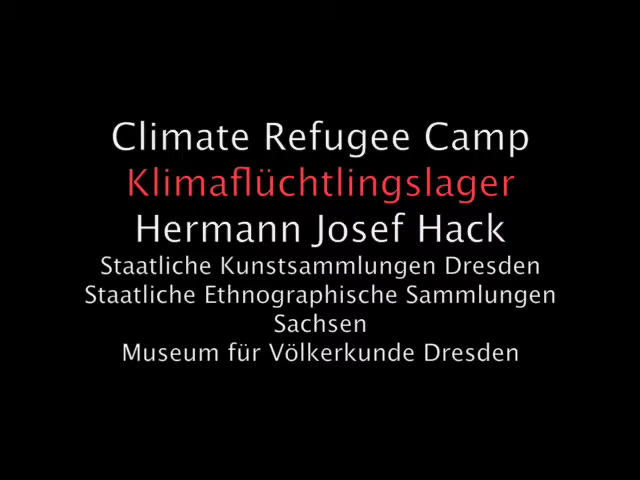 Climate Refugee Camp
Klimaflüchtlingslager
Hermann Josef Hack
Staatliche Kunstsammlungen Dresden
Staatliche Ethnographische Sammlungen
Sachsen
Museum für Völkerkunde Dresden